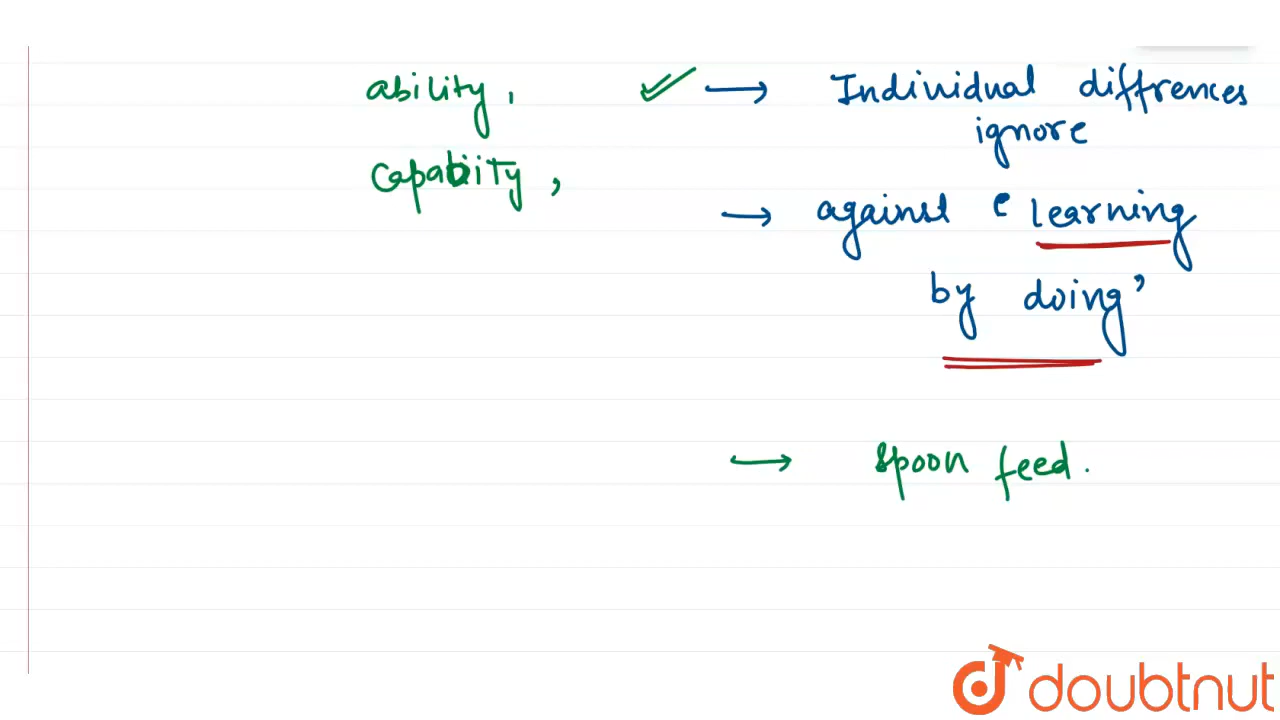 ability,
capability,
→ Individual diffrences
ignore
→ against ‘learning
by doing’
→ spoon feed.
doubtnut